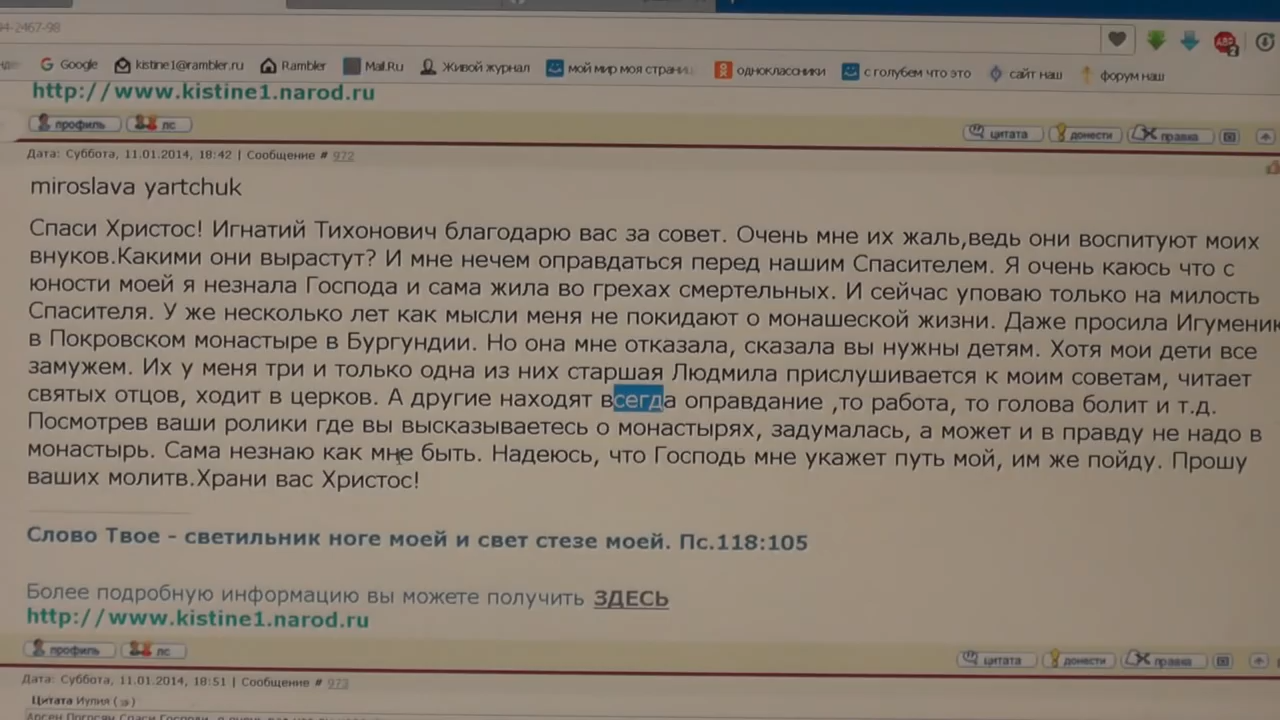 94-2467-98
Google kistine1@rambler.ru Rambler Mail.Ru Живой журнал мой мир моя страниц одноклассники с голубем что это сайт наш форум наш
http://www.kistine1.narod.ru
профиль лс цитата донести правка
Дата: Суббота, 11.01.2014, 18:42 | Сообщение # 972
miroslava yartchuk
Спаси Христос! Игнатий Тихонович благодарю вас за совет. Очень мне их жаль,ведь они воспитуют моих
внуков.Какими они вырастут? И мне нечем оправдаться перед нашим Спасителем. Я очень каюсь что с
юности моей я незнала Господа и сама жила во грехах смертельных. И сейчас уповаю только на милость
Спасителя. У же несколько лет как мысли меня не покидают о монашеской жизни. Даже просила Игумению
в Покровском монастыре в Бургундии. Но она мне отказала, сказала вы нужны детям. Хотя мои дети все
замужем. Их у меня три и только одна из них старшая Людмила прислушивается к моим советам, читает
святых отцов, ходит в церков. А другие находят всегда оправдание ,то работа, то голова болит и т.д.
Посмотрев ваши ролики где вы высказываетесь о монастырях, задумалась, а может и в правду не надо в
монастырь. Сама незнаю как мне быть. Надеюсь, что Господь мне укажет путь мой, им же пойду. Прошу
ваших молитв.Храни вас Христос!
Слово Твое - светильник ноге моей и свет стезе моей. Пс.118:105
Более подробную информацию вы можете получить ЗДЕСЬ
http://www.kistine1.narod.ru
профиль лс цитата донести правка
Дата: Суббота, 11.01.2014, 18:51 | Сообщение # 973
Цитата Иулия